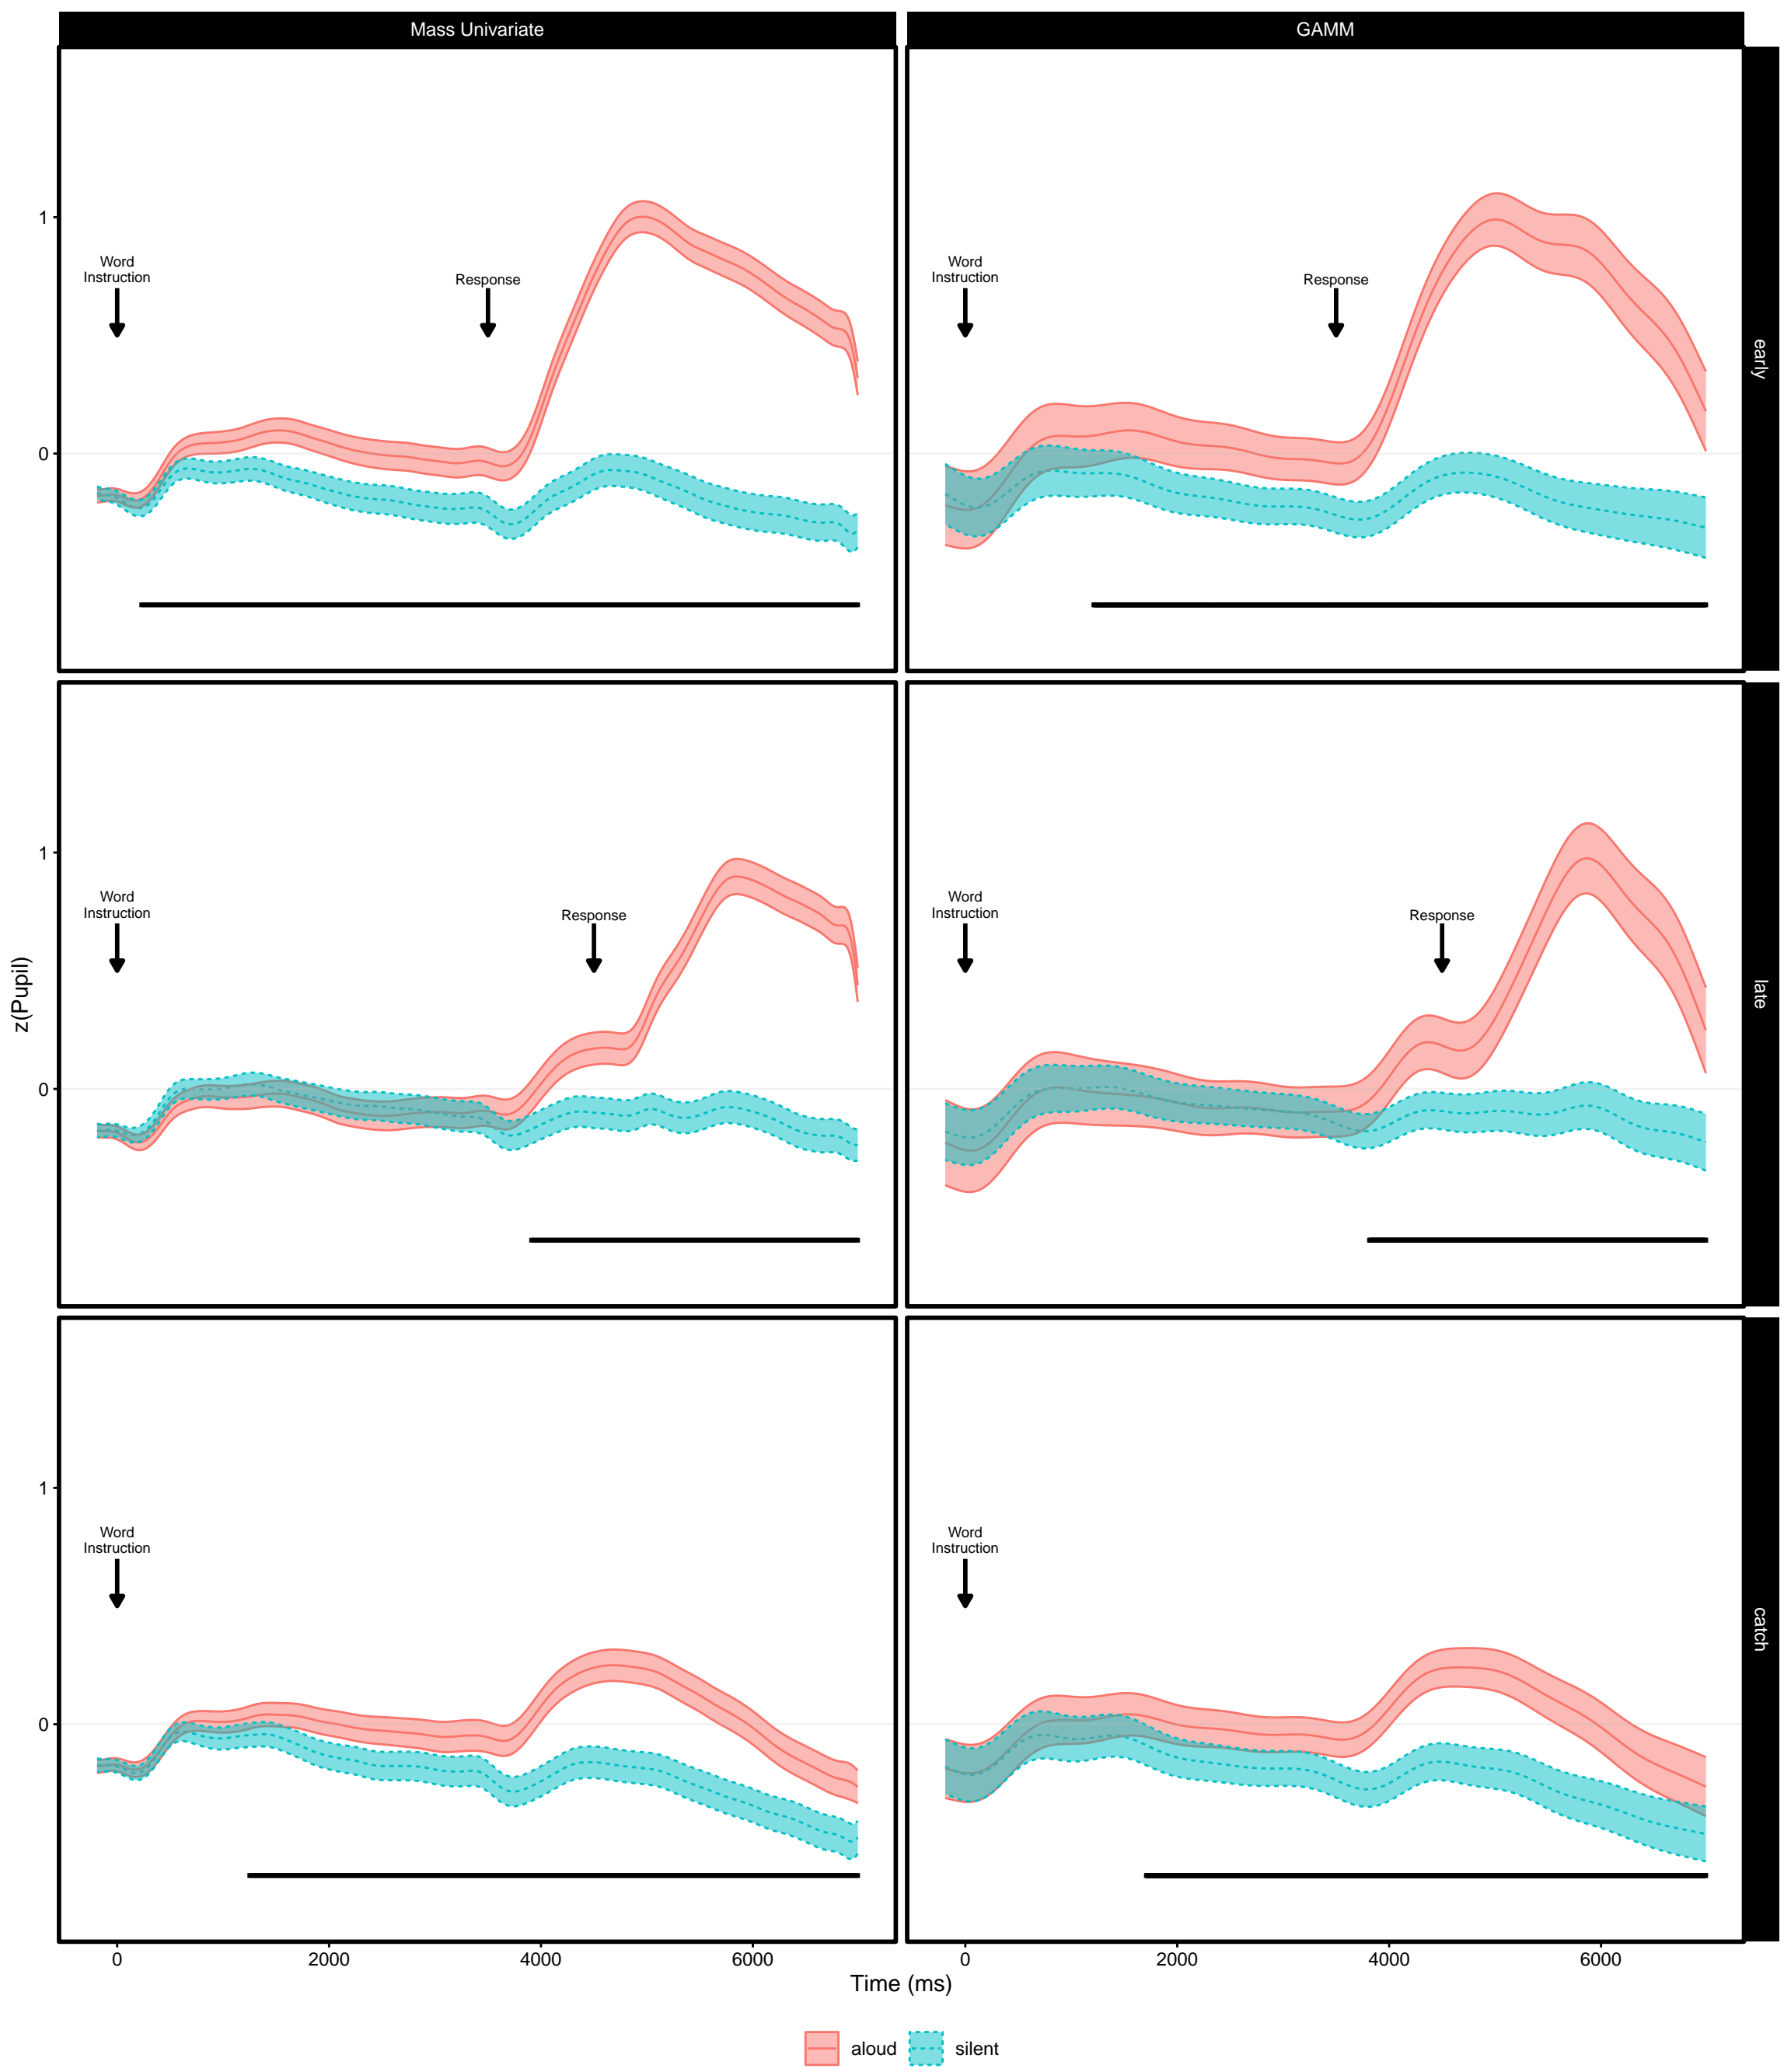 Mass Univariate
GAMM
1
Word
Instruction
Response
0
Word
Instruction
Response
early
1
Word
Instruction
Response
0
Word
Instruction
Response
late
z(Pupil)
1
Word
Instruction
0
Word
Instruction
catch
0 2000 4000 6000
0 2000 4000 6000
Time (ms)
aloud silent